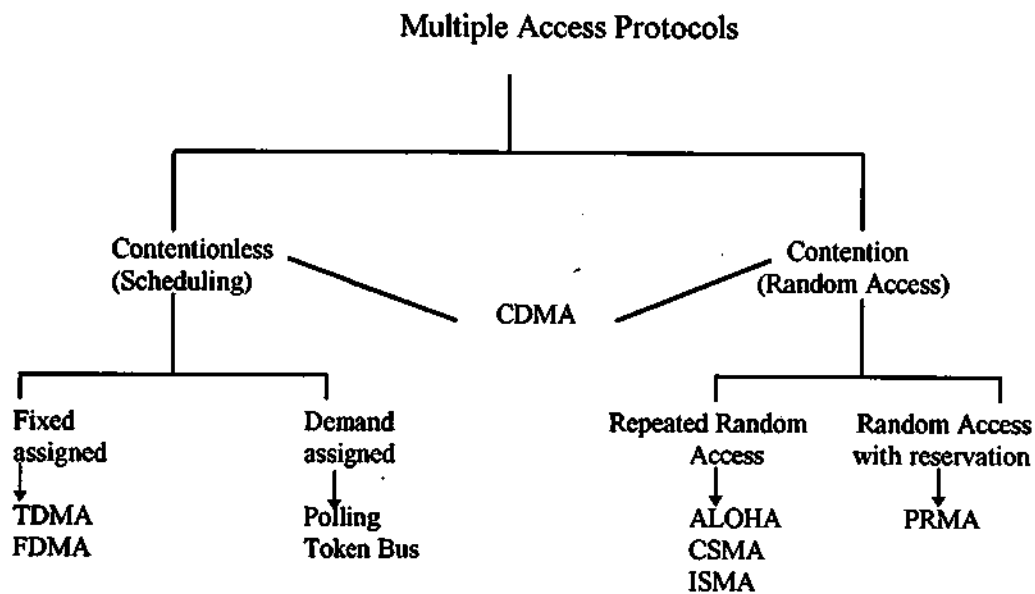 Multiple Access Protocols
Contentionless
(Scheduling)
Contention
(Random Access)
CDMA
Fixed
assigned
TDMA
FDMA
Demand
assigned
Polling
Token Bus
Repeated Random
Access
ALOHA
CSMA
ISMA
Random Access
with reservation
PRMA